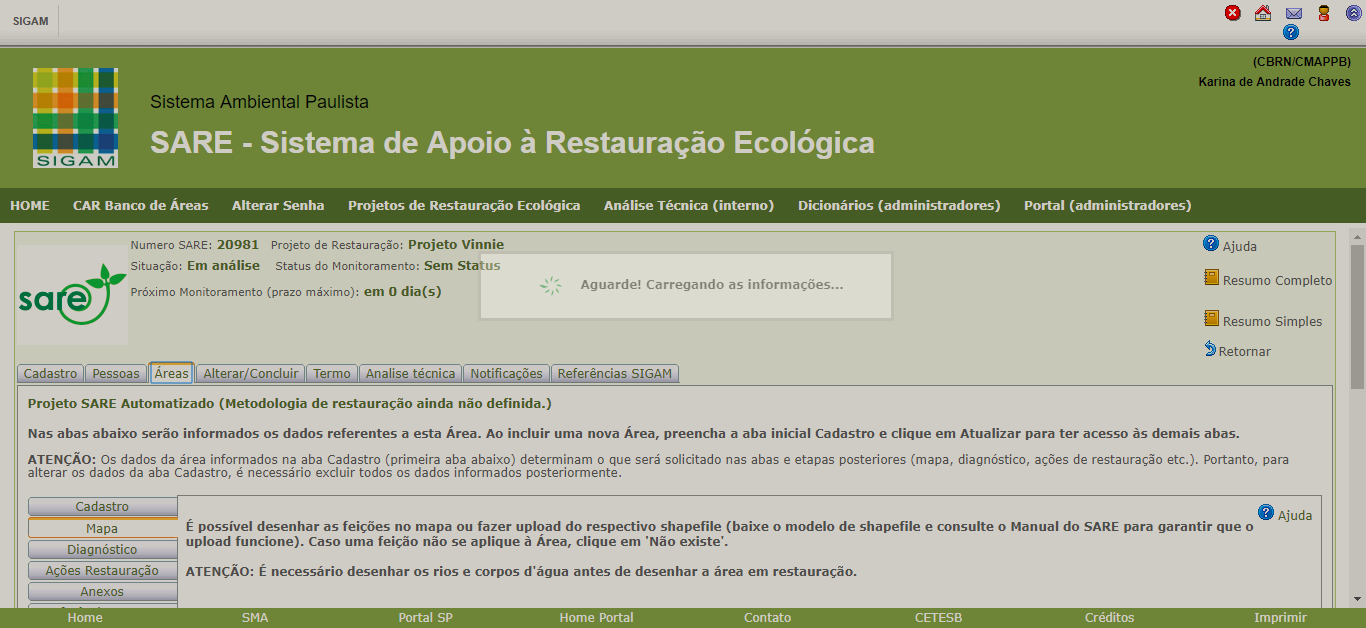 SIGAM
(CBRN/CMAPPB)
Karina de Andrade Chaves
SIGAM
Sistema Ambiental Paulista
SARE - Sistema de Apoio à Restauração Ecológica
HOME CAR Banco de Áreas Alterar Senha Projetos de Restauração Ecológica Análise Técnica (interno) Dicionários (administradores) Portal (administradores)
sare
Numero SARE: 20981 Projeto de Restauração: Projeto Vinnie
Situação: Em análise Status do Monitoramento: Sem Status
Próximo Monitoramento (prazo máximo): em 0 dia(s)
Aguarde! Carregando as informações...
Ajuda
Resumo Completo
Resumo Simples
Retornar
Cadastro Pessoas Áreas Alterar/Concluir Termo Analise técnica Notificações Referências SIGAM
Projeto SARE Automatizado (Metodologia de restauração ainda não definida.)
Nas abas abaixo serão informados os dados referentes a esta Área. Ao incluir uma nova Área, preencha a aba inicial Cadastro e clique em Atualizar para ter acesso às demais abas.
ATENÇÃO: Os dados da área informados na aba Cadastro (primeira aba abaixo) determinam o que será solicitado nas abas e etapas posteriores (mapa, diagnóstico, ações de restauração etc.). Portanto, para
alterar os dados da aba Cadastro, é necessário excluir todos os dados informados posteriormente.
Cadastro
Mapa
Diagnóstico
Ações Restauração
Anexos
Ajuda
É possível desenhar as feições no mapa ou fazer upload do respectivo shapefile (baixe o modelo de shapefile e consulte o Manual do SARE para garantir que o
upload funcione). Caso uma feição não se aplique à Área, clique em 'Não existe'.
ATENÇÃO: É necessário desenhar os rios e corpos d'água antes de desenhar a área em restauração.
Home SMA Portal SP Home Portal Contato CETESB Créditos Imprimir